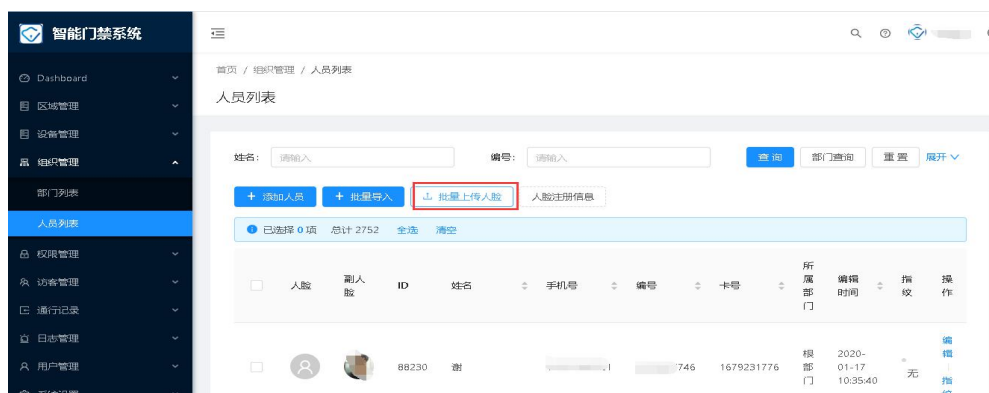 智能门禁系统
首页 / 组织管理 / 人员列表
人员列表
Dashboard
区域管理
设备管理
组织管理
部门列表
人员列表
权限管理
访客管理
通行记录
日志管理
用户管理
姓名: 请输入 编号: 请输入 查 询 部门查询 重 置 展开
+ 添加人员 + 批量导入 批量上传人脸 人脸注册信息
已选择 0 项 总计 2752 全选 清空
人脸 副人脸 ID 姓名 手机号 编号 卡号 所属部门 编辑时间 指纹 操作
88230 谢 1 746 1679231776 根部门 2020-01-17 10:35:40 无 编辑